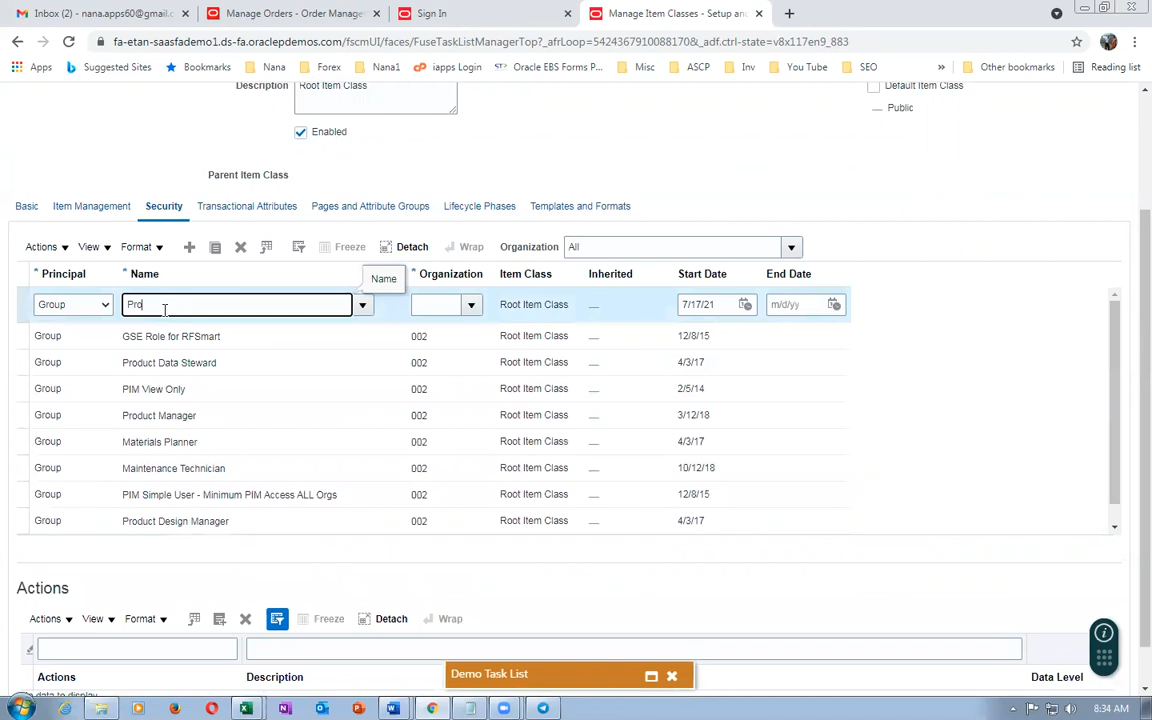 Inbox (2) - nana.apps60@gmail.c
Manage Orders - Order Manager
Sign In
Manage Item Classes - Setup and
fa-etan-saasfademo1.ds-fa.oraclepdemos.com/fscmUI/faces/FuseTaskListManagerTop?_afrLoop=54243679100881​70&_adf.ctrl-state=v8x117en9_883
Apps Suggested Sites Bookmarks Nana Forex Nana1 iapps Login Oracle EBS Forms P... Misc ASCP Inv You Tube SEO » Other bookmarks Reading list
Description Root Item Class Default Item Class
Public
Enabled
Parent Item Class
Basic Item Management Security Transactional Attributes Pages and Attribute Groups Lifecycle Phases Templates and Formats
Actions View Format Freeze Detach Wrap Organization All
* Principal * Name Name * Organization Item Class Inherited Start Date End Date
Group Pro Root Item Class 7/17/21 m/d/yy
Group GSE Role for RFSmart 002 Root Item Class 12/8/15
Group Product Data Steward 002 Root Item Class 4/3/17
Group PIM View Only 002 Root Item Class 2/5/14
Group Product Manager 002 Root Item Class 3/12/18
Group Materials Planner 002 Root Item Class 4/3/17
Group Maintenance Technician 002 Root Item Class 10/12/18
Group PIM Simple User - Minimum PIM Access ALL Orgs 002 Root Item Class 12/8/15
Group Product Design Manager 002 Root Item Class 4/3/17
Actions
Actions View Format Freeze Detach Wrap
Actions Description Data Level
data to display
Demo Task List
8:34 AM